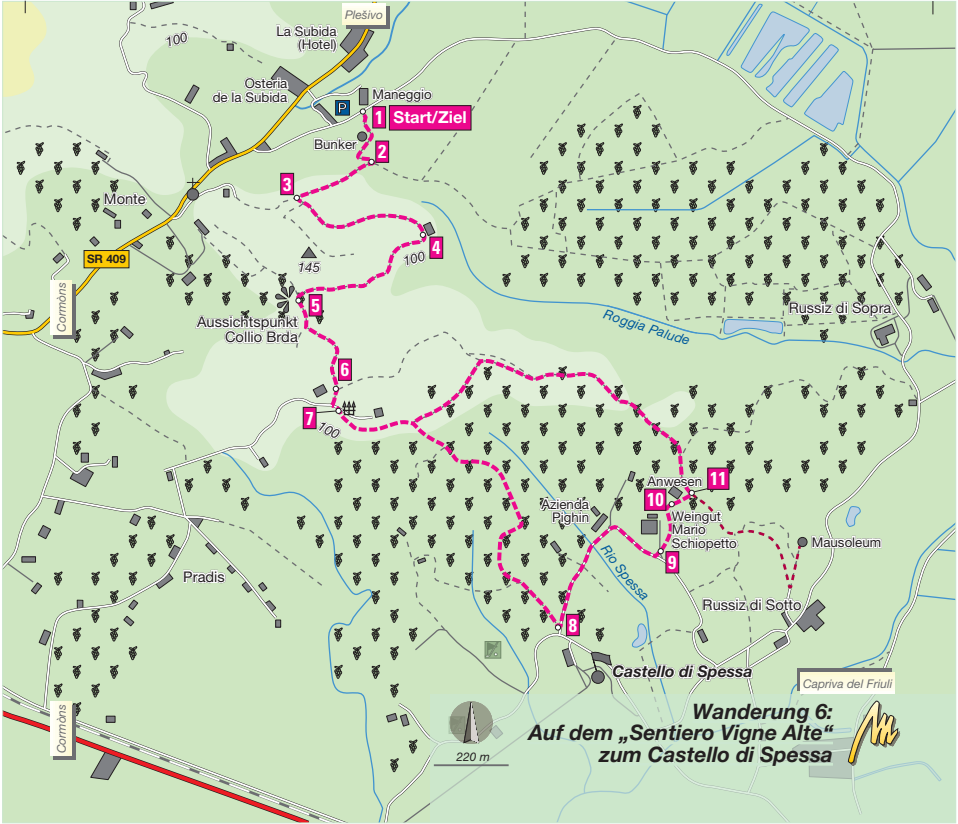 Plešivo
100
La Subida
(Hotel)
Osteria
de la Subida
Maneggio
P
1
Start/Ziel
Bunker
2
3
Monte
4
100
145
SR 409
Cormòns
5
Aussichtspunkt
Collio Brda
Roggia Palude
Russiz di Sopra
6
7
100
Anwesen
11
10
Azienda
Pighin
Weingut
Mario
Schiopetto
9
Mausoleum
Rio Spessa
Pradis
8
Russiz di Sotto
Castello di Spessa
Capriva del Friuli
Cormòns
220 m
Wanderung 6:
Auf dem „Sentiero Vigne Alte“
zum Castello di Spessa